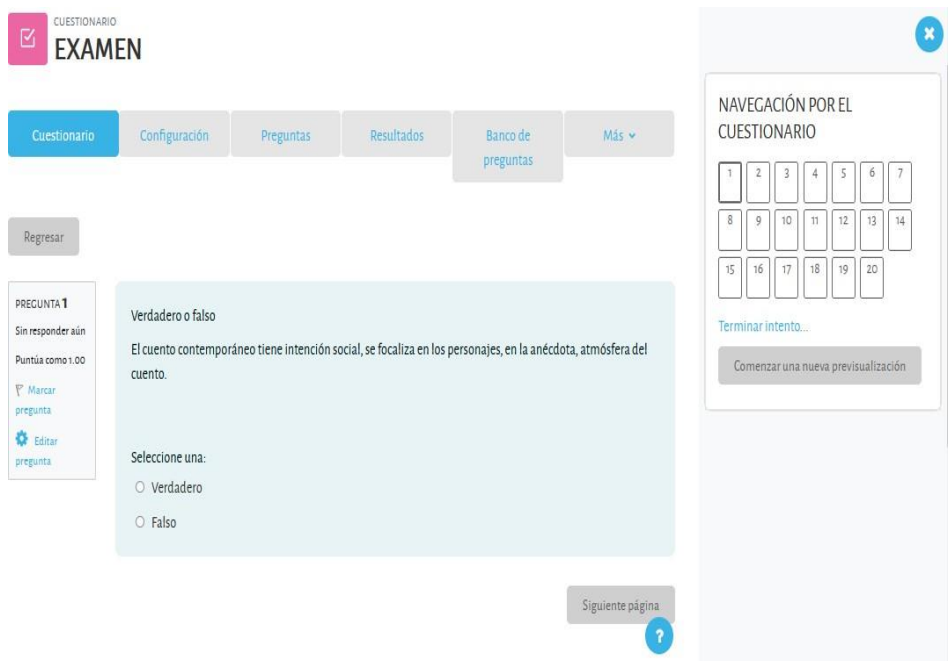 CUESTIONARIO
EXAMEN
Cuestionario
Configuración
Preguntas
Resultados
Banco de
preguntas
Más
Regresar
PREGUNTA 1
Sin responder aún
Puntúa como 1.00
Marcar
pregunta
Editar
pregunta
Verdadero o falso
El cuento contemporáneo tiene intención social, se focaliza en los personajes, en la anécdota, atmósfera del
cuento.
Seleccione una:
Verdadero
Falso
Siguiente página
?
NAVEGACIÓN POR EL
CUESTIONARIO
1 2 3 4 5 6 7
8 9 10 11 12 13 14
15 16 17 18 19 20
Terminar intento...
Comenzar una nueva previsualización